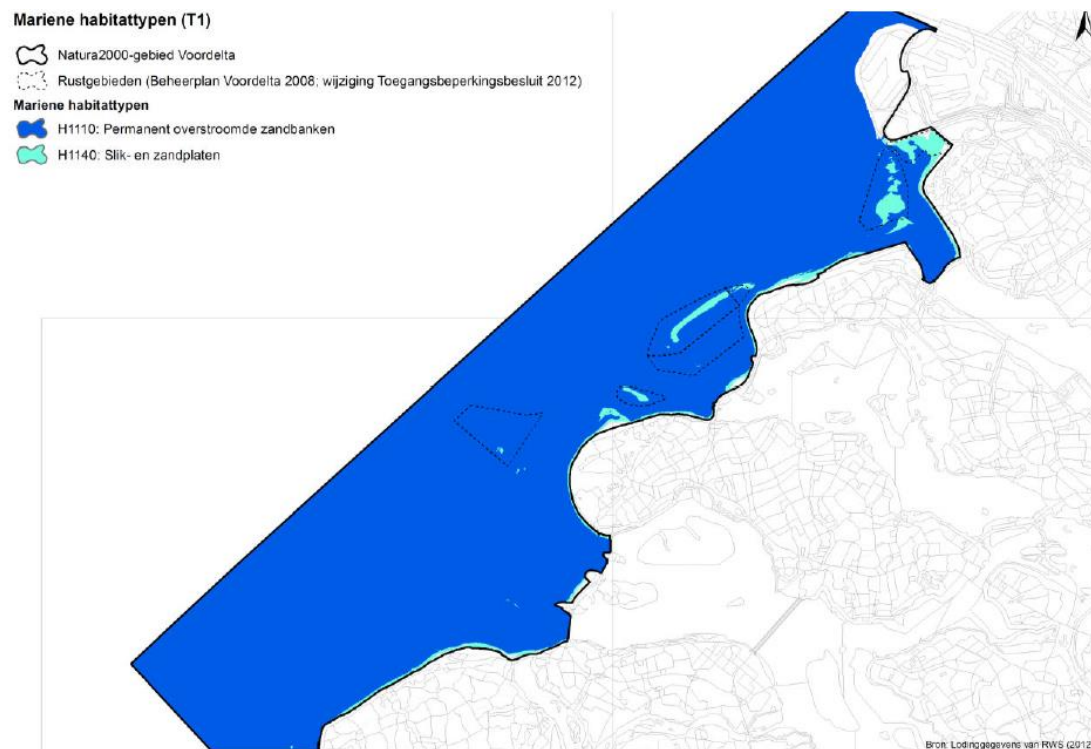 Mariene habitattypen (T1)
Natura2000-gebied Voordelta
Rustgebieden (Beheerplan Voordelta 2008; wijziging Toegangsbeperkingsbesluit 2012)
Mariene habitattypen
H1110: Permanent overstroomde zandbanken
H1140: Slik- en zandplaten
Bron: Lodinggegevens van RWS